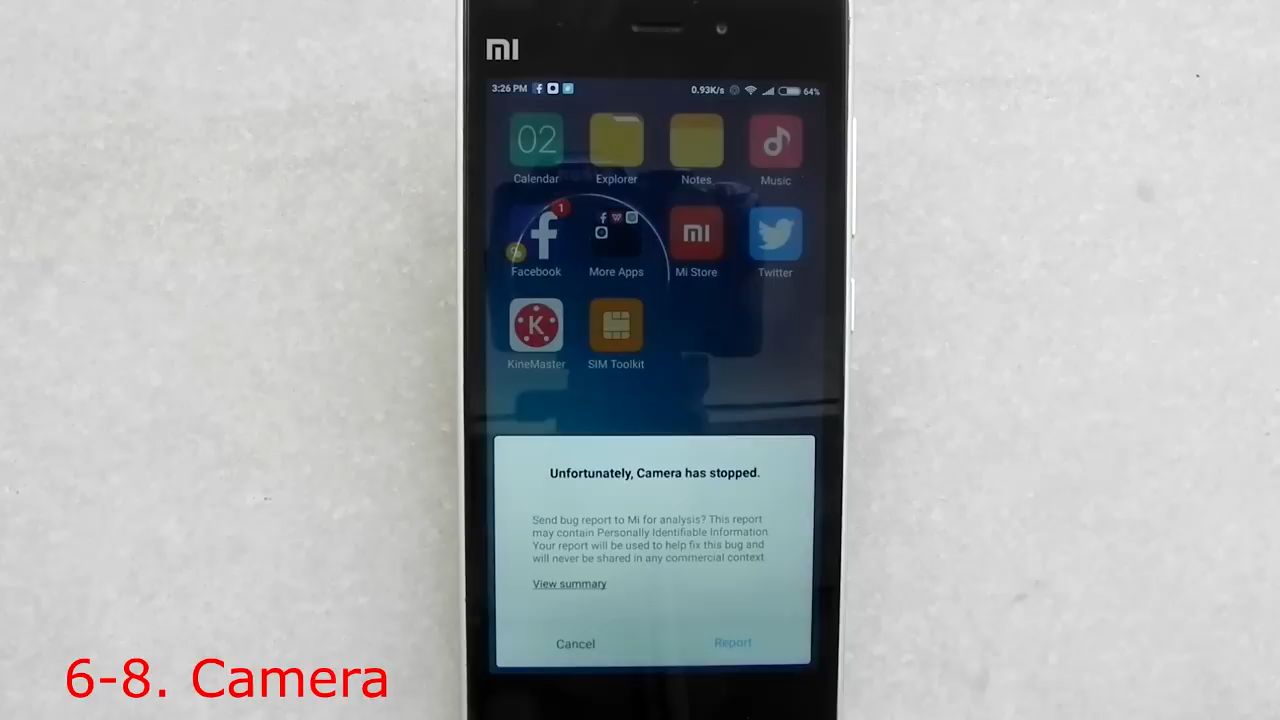 mi
3:26 PM 0.93K/s 64%
02
Calendar Explorer Notes Music
1
mi
Facebook More Apps Mi Store Twitter
K
KineMaster SIM Toolkit
Unfortunately, Camera has stopped.
Send bug report to Mi for analysis? This report
may contain Personally Identifiable Information
Your report will be used to help fix this bug and
will never be shared in any commercial context
View summary
Cancel Report
6-8. Camera